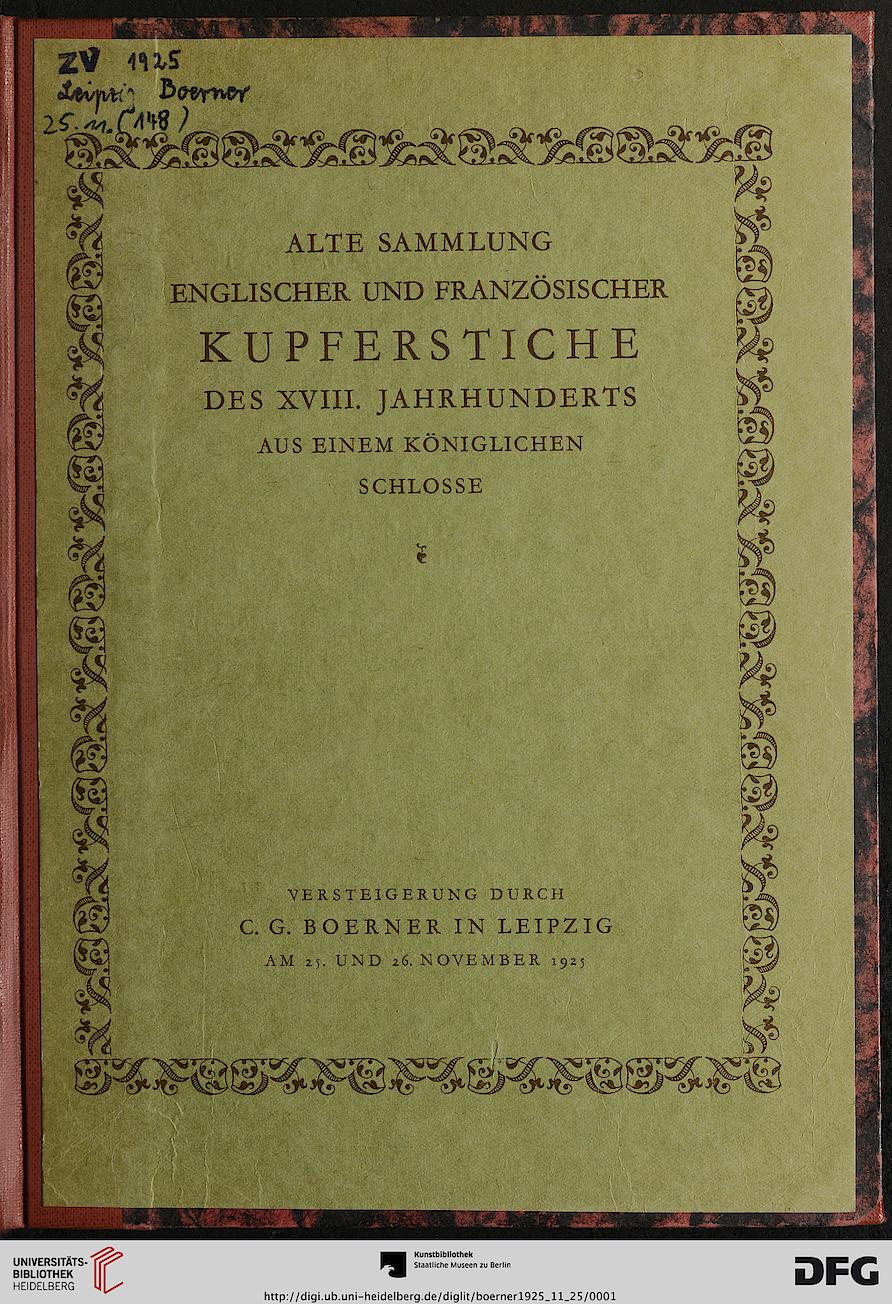 ZV 1925
Leipzig Boerner
25. 11. (148)
ALTE SAMMLUNG
ENGLISCHER UND FRANZÖSISCHER
KUPFERSTICHE
DES XVIII. JAHRHUNDERTS
AUS EINEM KÖNIGLICHEN
SCHLOSSE
VERSTEIGERUNG DURCH
C. G. BOERNER IN LEIPZIG
AM 25. UND 26. NOVEMBER 1925
UNIVERSITÄTS-
BIBLIOTHEK
HEIDELBERG
Kunstbibliothek
Staatliche Museen zu Berlin
DFG
http://digi.ub.uni-heidelberg.de/diglit/boerner1925_11_25/0001